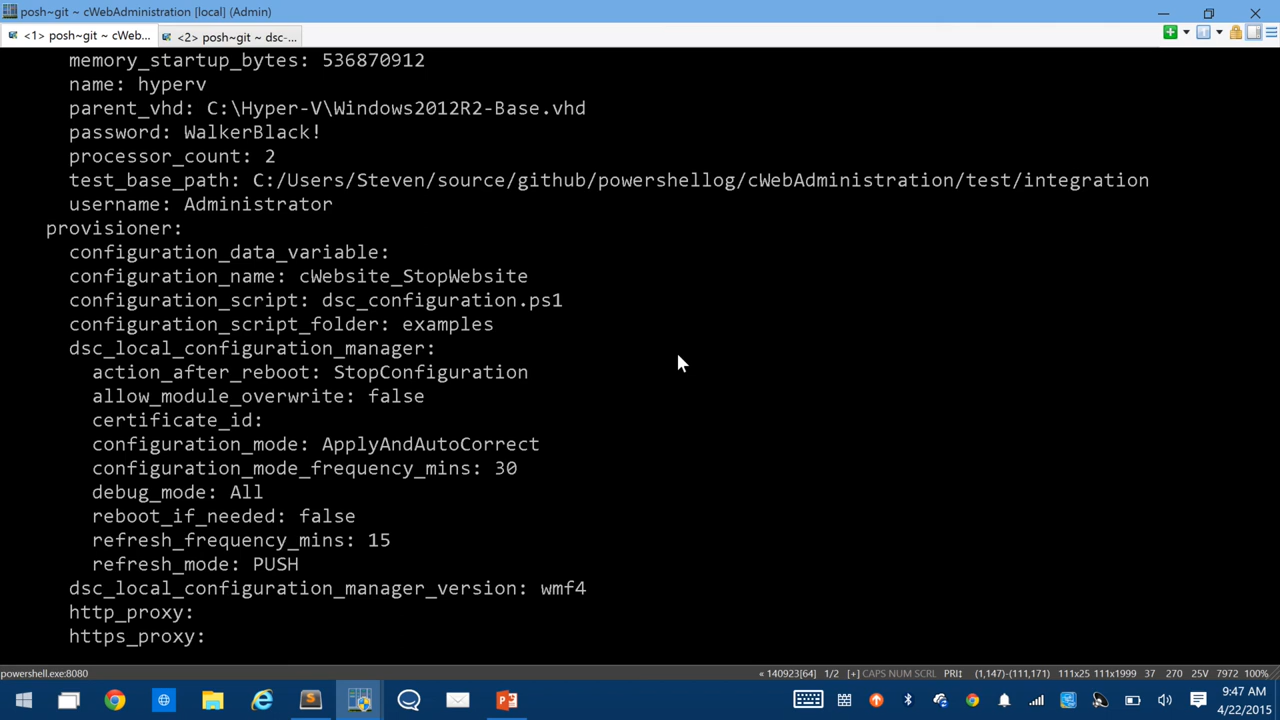 posh~git ~ cWebAdministration [local] (Admin)
<1> posh~git ~ cWeb...
<2> posh~git ~ dsc-...
memory_startup_bytes: 536870912
name: hyperv
parent_vhd: C:\Hyper-V\Windows2012R2-Base.vhd
password: WalkerBlack!
processor_count: 2
test_base_path: C:/Users/Steven/source/github/powershellog/cWebAdministration/test/integration
username: Administrator
provisioner:
configuration_data_variable:
configuration_name: cWebsite_StopWebsite
configuration_script: dsc_configuration.ps1
configuration_script_folder: examples
dsc_local_configuration_manager:
action_after_reboot: StopConfiguration
allow_module_overwrite: false
certificate_id:
configuration_mode: ApplyAndAutoCorrect
configuration_mode_frequency_mins: 30
debug_mode: All
reboot_if_needed: false
refresh_frequency_mins: 15
refresh_mode: PUSH
dsc_local_configuration_manager_version: wmf4
http_proxy:
https_proxy:
powershell.exe:8080
« 140923[64] 1/2 [+] CAPS NUM SCRL PRI↕ (1,147)-(111,171) 111x25 111x1999 37 270 25V 7972 100%
9:47 AM
4/22/2015